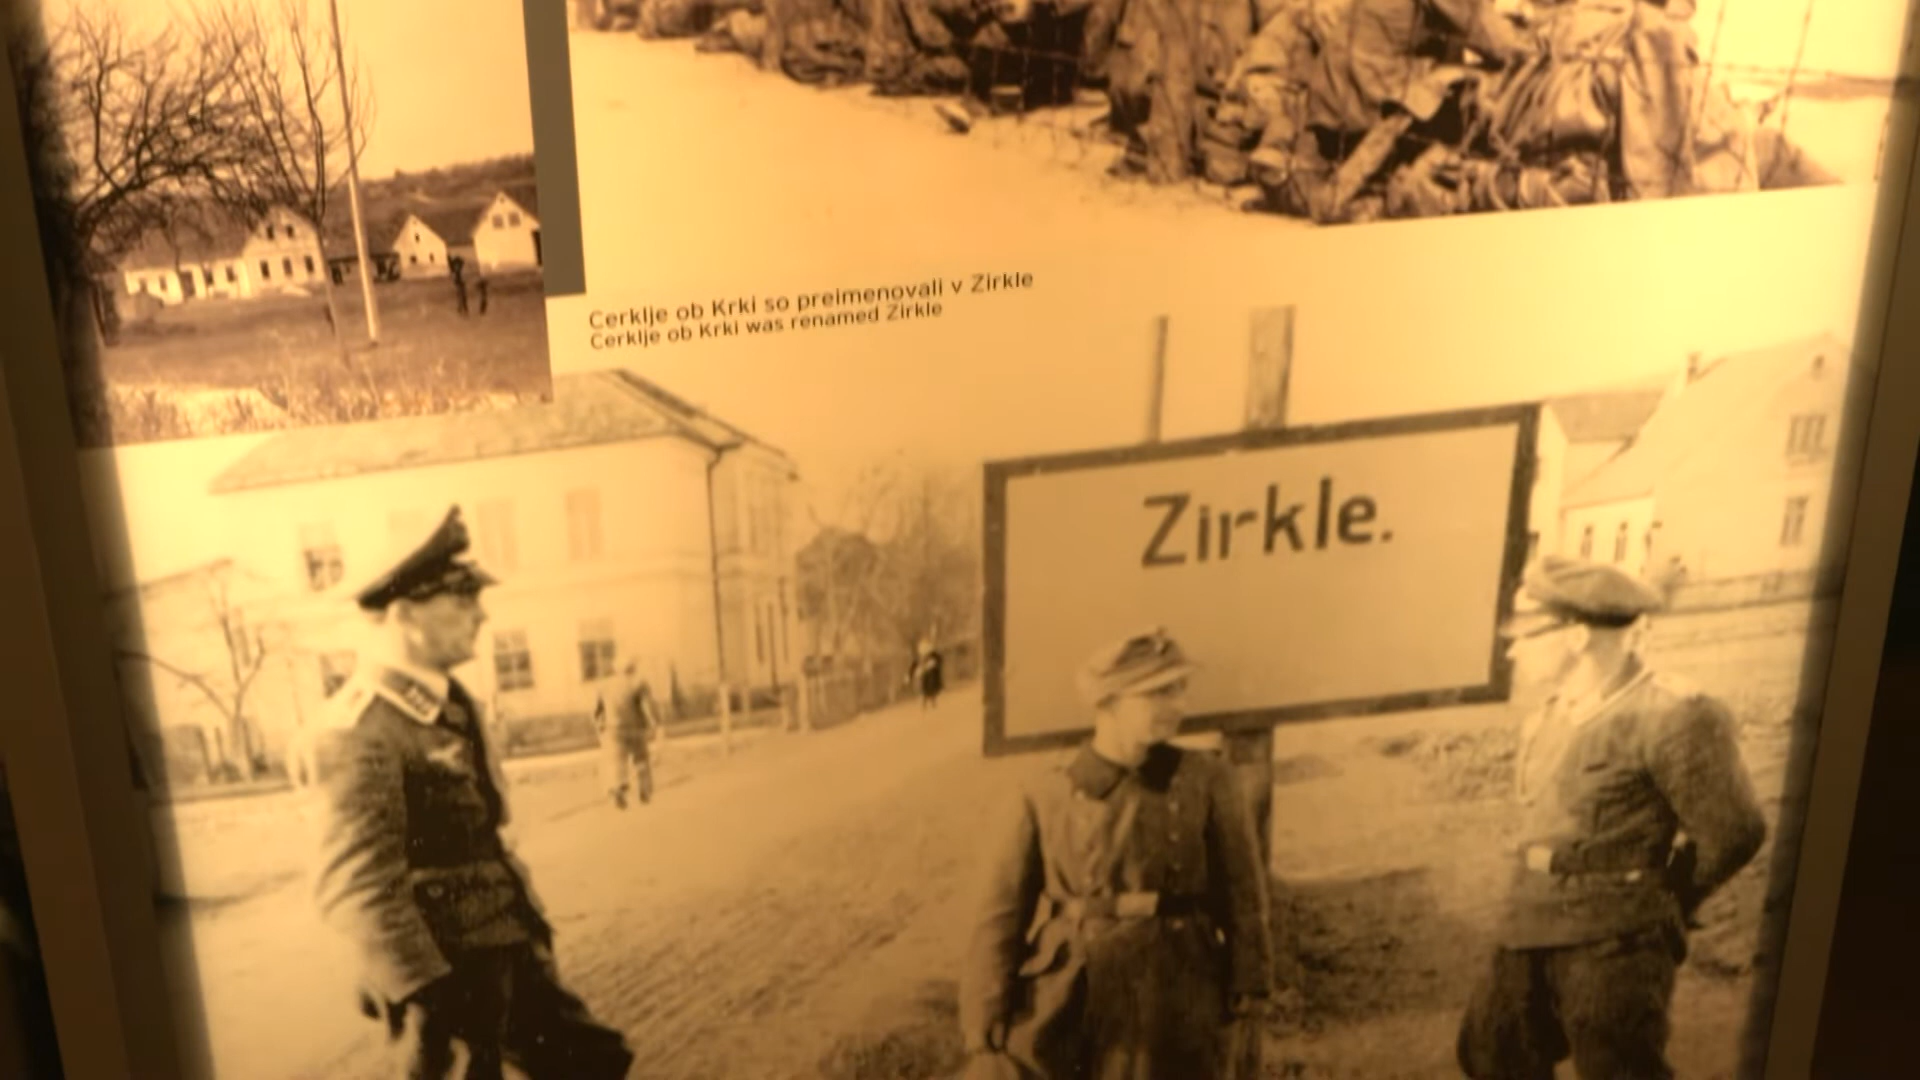 Cerklje ob Krki so preimenovali v Zirkle
Cerklje ob Krki was renamed Zirkle
Zirkle.